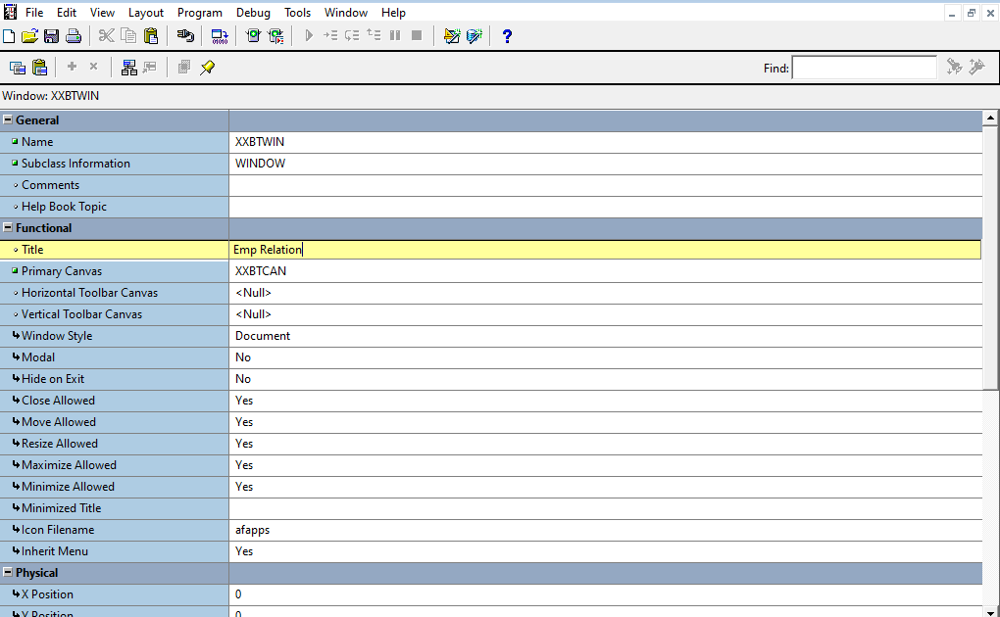 File Edit View Layout Program Debug Tools Window Help
Find:
Window: XXBTWIN
General
Name XXBTWIN
Subclass Information WINDOW
Comments
Help Book Topic
Functional
Title Emp Relation
Primary Canvas XXBTCAN
Horizontal Toolbar Canvas <Null>
Vertical Toolbar Canvas <Null>
Window Style Document
Modal No
Hide on Exit No
Close Allowed Yes
Move Allowed Yes
Resize Allowed Yes
Maximize Allowed Yes
Minimize Allowed Yes
Minimized Title
Icon Filename afapps
Inherit Menu Yes
Physical
X Position 0
Y Position 0